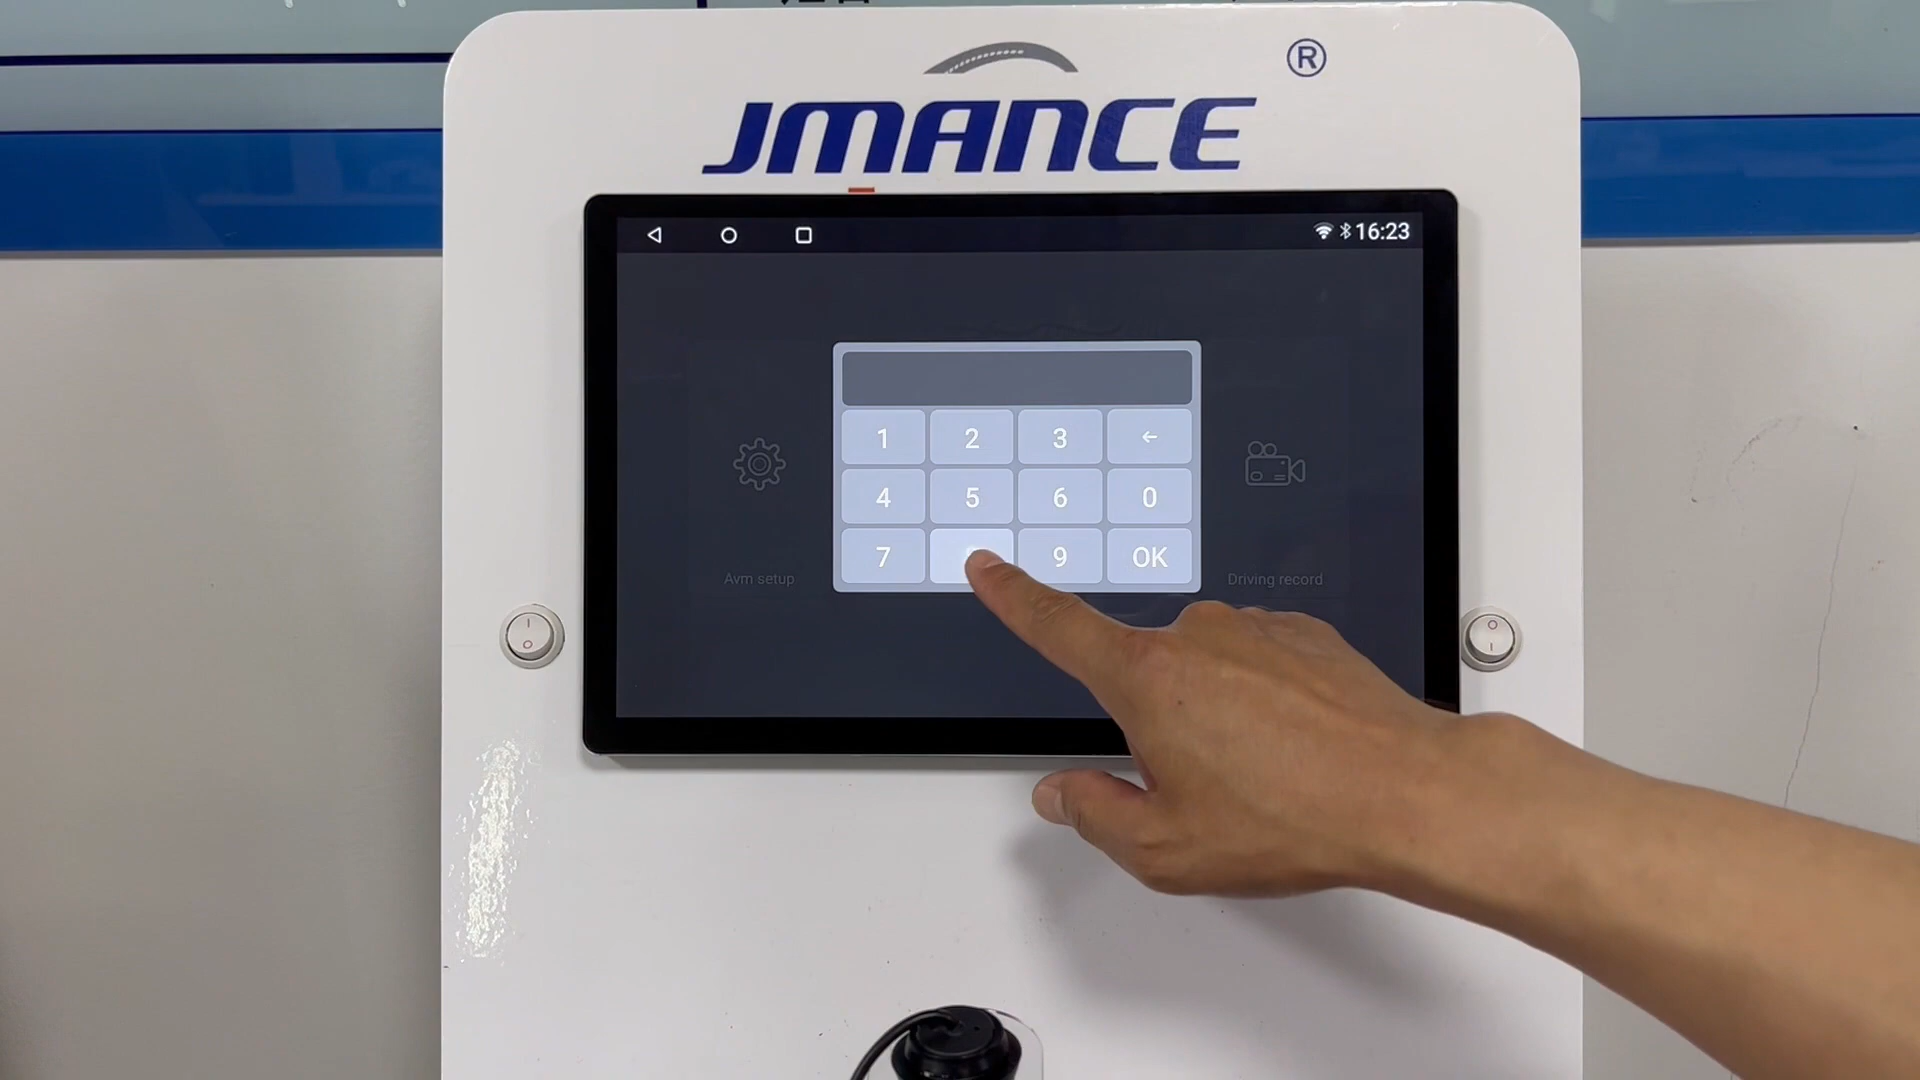 ®
JMANCE
16:23
1 2 3 ←
4 5 6 0
7 9 OK
Avm setup
Driving record